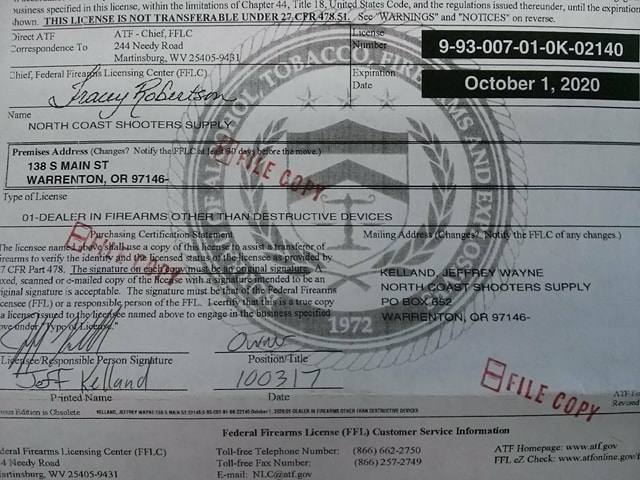 business specified in this license, within the limitations of Chapter 44, Title 18, United States Code, and the regulations issued thereunder, until the expiration
shown. THIS LICENSE IS NOT TRANSFERABLE UNDER 27 CFR 478.51. See "WARNINGS" and "NOTICES" on reverse.
Direct ATF
Correspondence To
ATF - Chief, FFLC
244 Needy Road
Martinsburg, WV 25405-9431
License
Number
9-93-007-01-0K-02140
Chief, Federal Firearms Licensing Center (FFLC)
Tracey Robertson
Expiration
Date
October 1, 2020
Name
NORTH COAST SHOOTERS SUPPLY
Premises Address (Changes? Notify the FFLC at least 30 days before the move.)
138 S MAIN ST
WARRENTON, OR 97146-
FILE COPY
Type of License
01-DEALER IN FIREARMS OTHER THAN DESTRUCTIVE DEVICES
Purchasing Certification Statement
The licensee named above shall use a copy of this license to assist a transferor of
firearms to verify the identity and licensed status of the licensee as provided by
27 CFR Part 478. The signature on each copy must be an original signature. A
faxed, scanned or e-mailed copy of the license with a signature intended to be an
original signature is acceptable. The signature must be that of the Federal Firearms
Licensee (FFL) or a responsible person of the FFL. I certify that this is a true copy
of a license issued to the licensee named above to engage in the business specified
above under "Type of License."
FILE COPY
Mailing Address (Changes? Notify the FFLC of any changes.)
KELLAND, JEFFREY WAYNE
NORTH COAST SHOOTERS SUPPLY
PO BOX 652
WARRENTON, OR 97146-
1972
Owner
Licensee/Responsible Person Signature
Position/Title
Jeff Kelland
100317
Printed Name
Date
FILE COPY
ATF Fo
Revised
Previous Edition is Obsolete
KELLAND, JEFFREY WAYNE:138 S MAIN ST:97146:9-93-007-01-0K-02140:October 1, 2020:01-DEALER IN FIREARMS OTHER THAN DESTRUCTIVE DEVICES
Federal Firearms License (FFL) Customer Service Information
Federal Firearms Licensing Center (FFLC)
244 Needy Road
Martinsburg, WV 25405-9431
Toll-free Telephone Number: (866) 662-2750
Toll-free Fax Number: (866) 257-2749
E-mail: NLC@atf.gov
ATF Homepage: www.atf.gov
FFL eZ Check: www.atfonline.gov/f